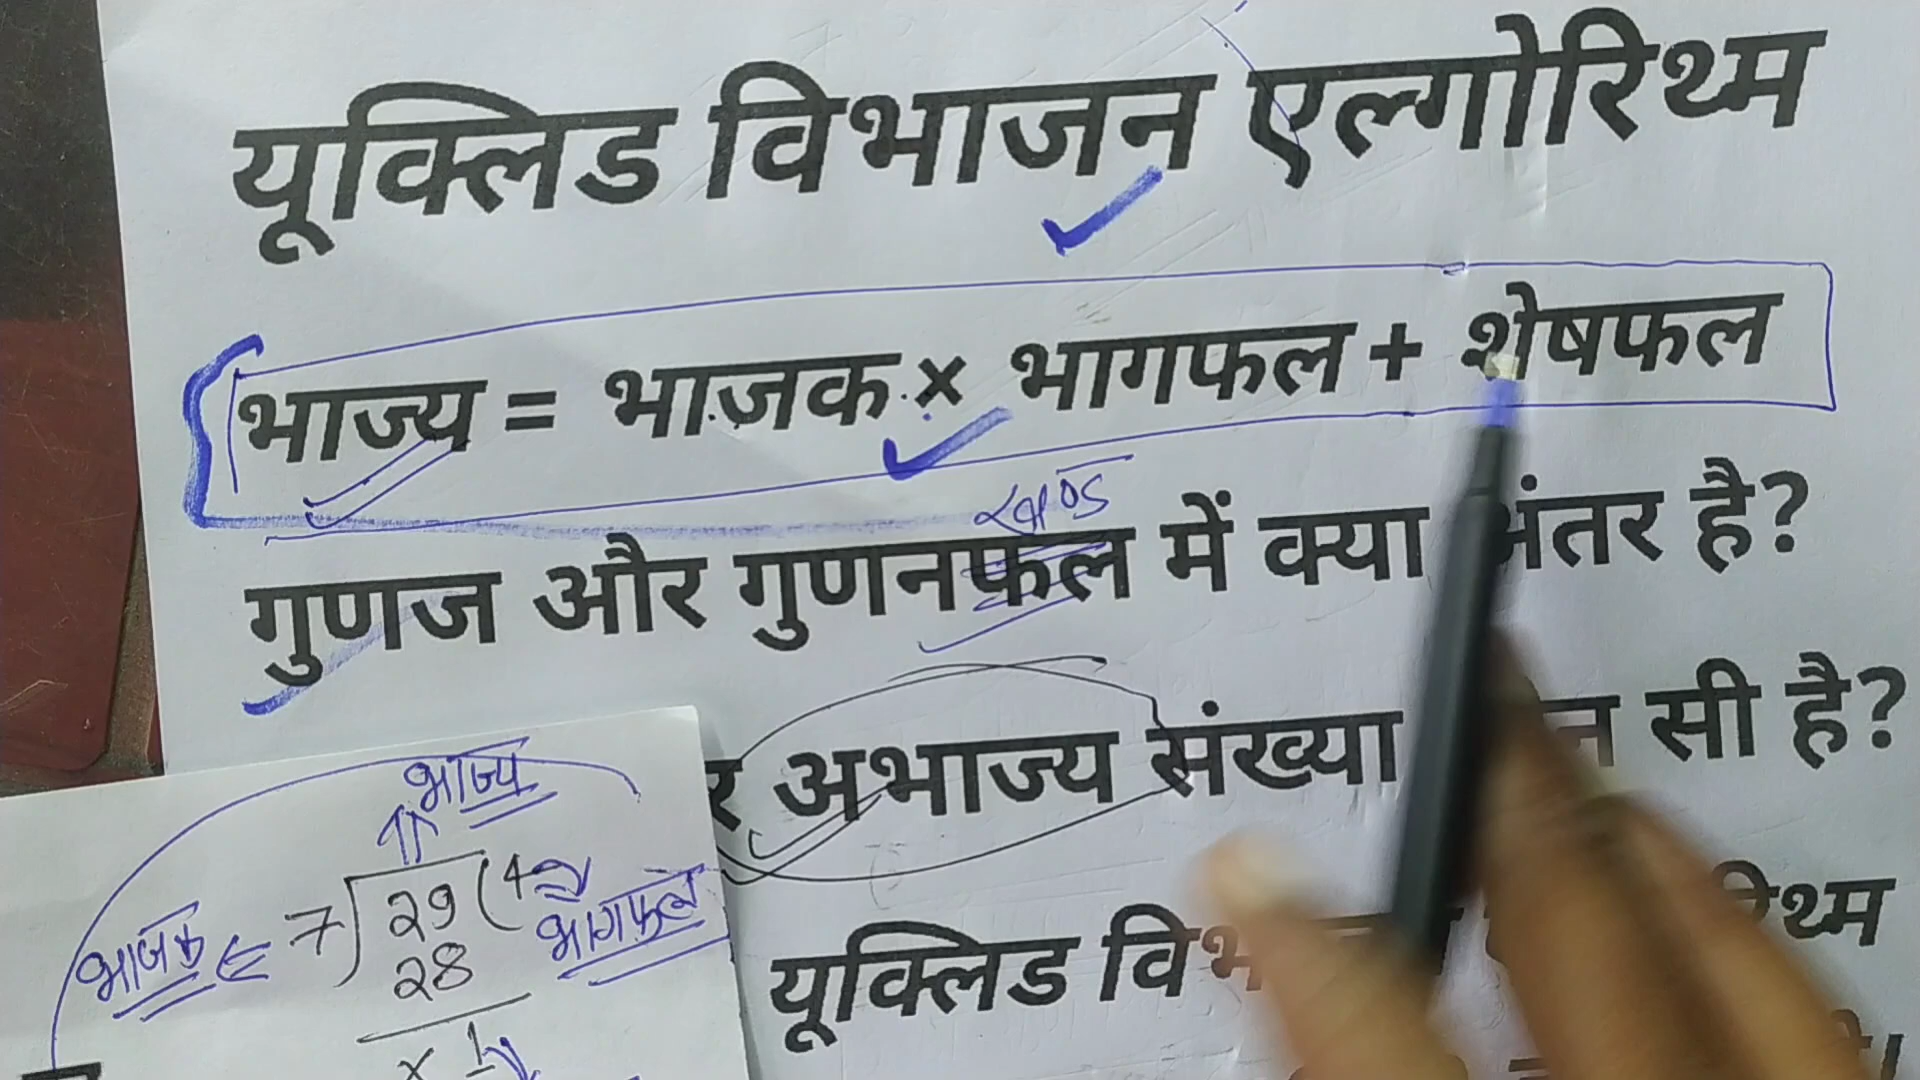 यूक्लिड विभाजन एल्गोरिथ्म
भाज्य = भाजक × भागफल + शेषफल
गुणज और गुणनफल में क्या अंतर है?
अभाज्य संख्या सी है?
यूक्लिड
भाज्य
भाजक 7 29 (4 भागफल
28
× 1